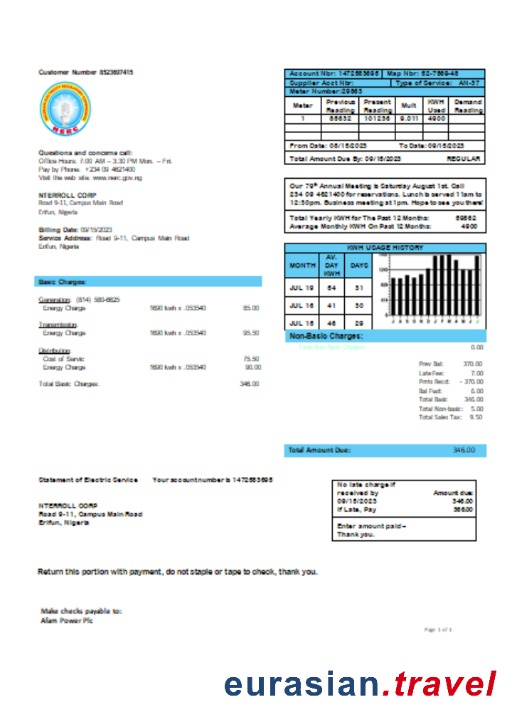 Customer Number 8523697415
NERC
Questions and concerns call:
Office Hours. 7:00 AM – 3:30 PM Mon. – Fri.
Pay by Phone. +234 09 4621400
Visit the web site. www.nerc.gov.ng
NTERROLL CORP
Road 9-11, Campus Main Road
Erifun, Nigeria
Billing Date: 09/15/2023
Service Address: Road 9-11, Campus Main Road
Erifun, Nigeria
Account Nbr: 1472583695 Map Nbr: 52-7669-45
Supplier Acct Nbr: Type of Service: AN-37
Meter Number:29863
Meter Previous Reading Present Reading Mult KWH Used Demand Reading
1 101236 4900
From Date: 08/15/2023 To Date: 09/15/2023
Total Amount Due By: 09/15/2023 REGULAR
Our 79th Annual Meeting is Saturday August 1st. Call
234 09 4621400 for reservations. Lunch is served 11am to
12:30pm. Business meeting at 1pm. Hope to see you there!
Total Yearly KWH for The Past 12 Months:
Average Monthly KWH On Past 12 Months: 4900
KWH USAGE HISTORY
MONTH AV. DAY KWH DAYS
JUL 19 64 31
JUL 16 41 30
JUL 15 46 29
J A S O N D J F M A M J J
Basic Charges:
Generation. (814) 580-6625
Energy Charge 1690 kwh x .053540 85.00
Transmission.
Energy Charge 1690 kwh x .053540 95.50
Distribution
Cost of Servic 75.50
Energy Charge 1690 kwh x .053540 90.00
Total Basic Charges. 346.00
Non-Basic Charges:
Total Non-Basic Charges 0.00
Prev Bal: 370.00
Late Fee: 7.00
Pmts Recd: - 370.00
Bal Fwd: 6.00
Total Basic 346.00
Total Non-basic: 5.00
Total Sales Tax: 9.50
Total Amount Due: 346.00
Statement of Electric Service Your account number is 1472583695
NTERROLL CORP
Road 9-11, Campus Main Road
Erifun, Nigeria
No late charge if
received by Amount due:
09/15/2023 346.00
If Late, Pay 366.00
Enter amount paid–
Thank you.
Return this portion with payment, do not staple or tape to check, thank you.
Make checks payable to:
Alam Power Plc
Page 1 of 1
eurasian.travel